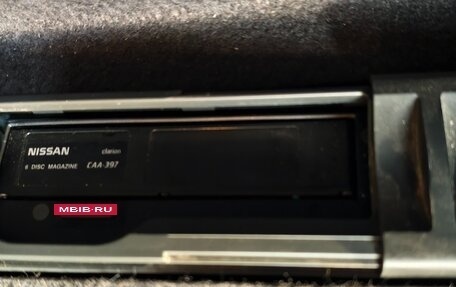 NISSAN clarion
6 DISC MAGAZINE CAA-397
MBIB·RU